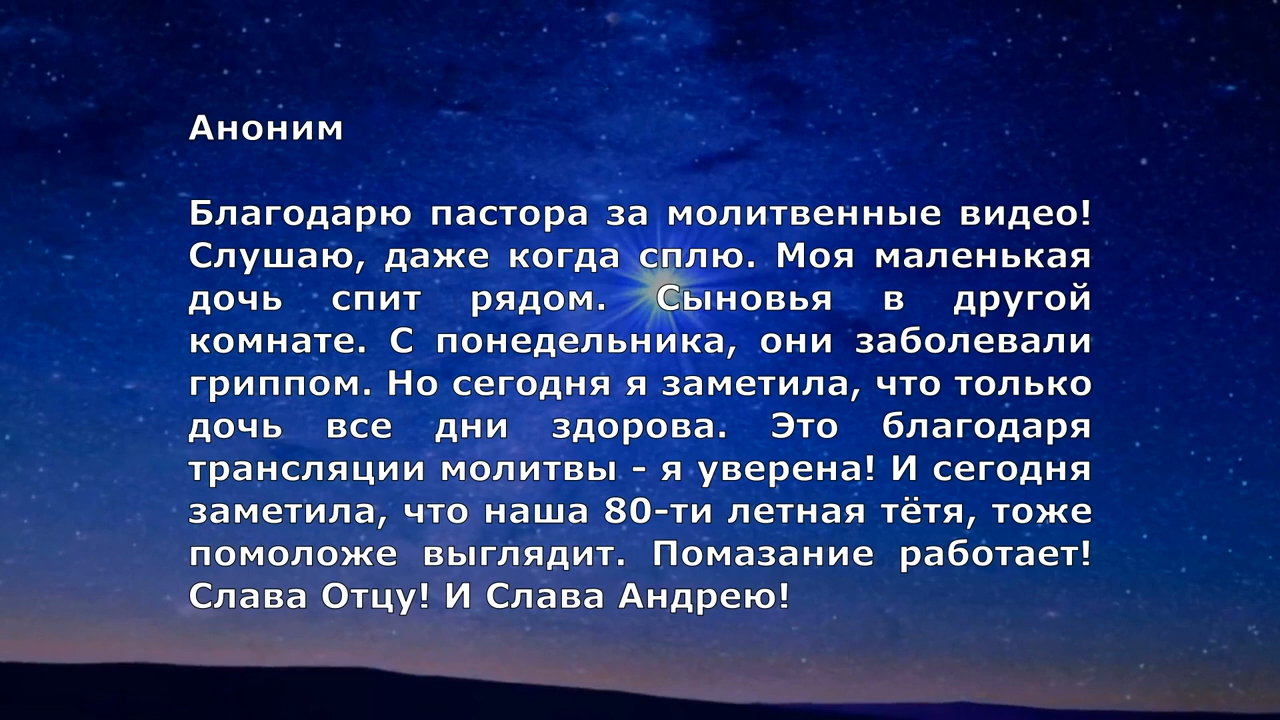 Аноним
Благодарю пастора за молитвенные видео!
Слушаю, даже когда сплю. Моя маленькая
дочь спит рядом. Сыновья в другой
комнате. С понедельника, они заболевали
гриппом. Но сегодня я заметила, что только
дочь все дни здорова. Это благодаря
трансляции молитвы - я уверена! И сегодня
заметила, что наша 80-ти летная тётя, тоже
помоложе выглядит. Помазание работает!
Слава Отцу! И Слава Андрею!